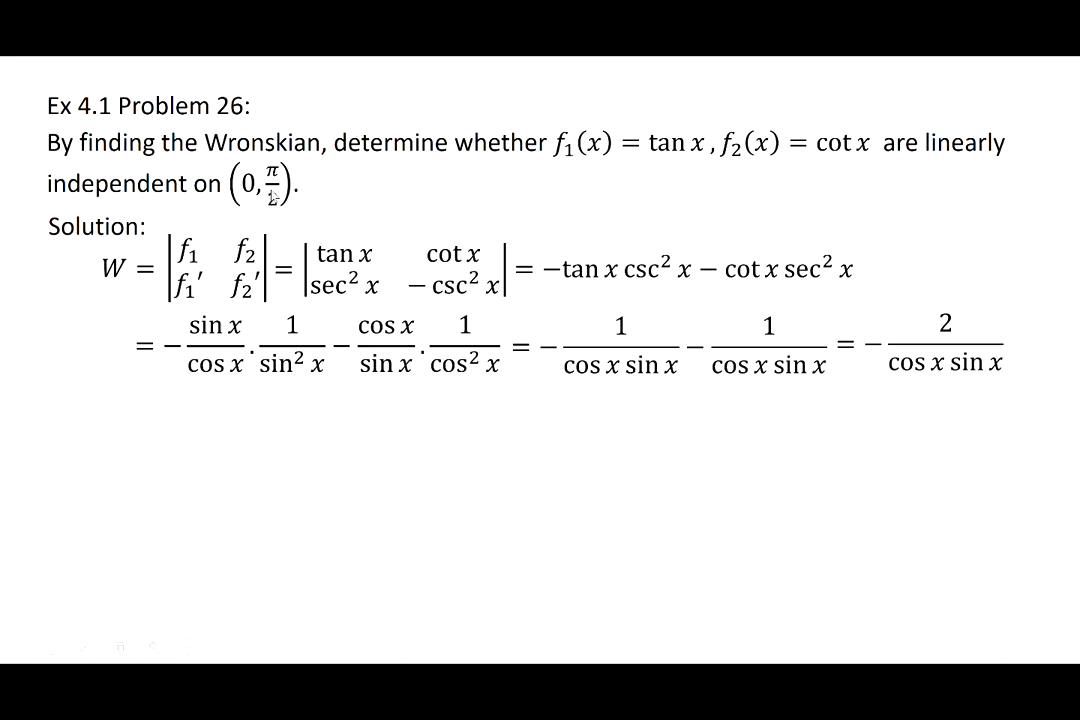 Ex 4.1 Problem 26:
By finding the Wronskian, determine whether f₁(x) = tan x , f₂(x) = cot x are linearly
independent on (0, π/2).
Solution:
W = |f₁ f₂; f₁′ f₂′| = |tan x cot x; sec² x − csc² x| = −tan x csc² x − cot x sec² x
= − sin x/cos x · 1/sin² x − cos x/sin x · 1/cos² x = − 1/(cos x sin x) − 1/(cos x sin x) = − 2/(cos x sin x)